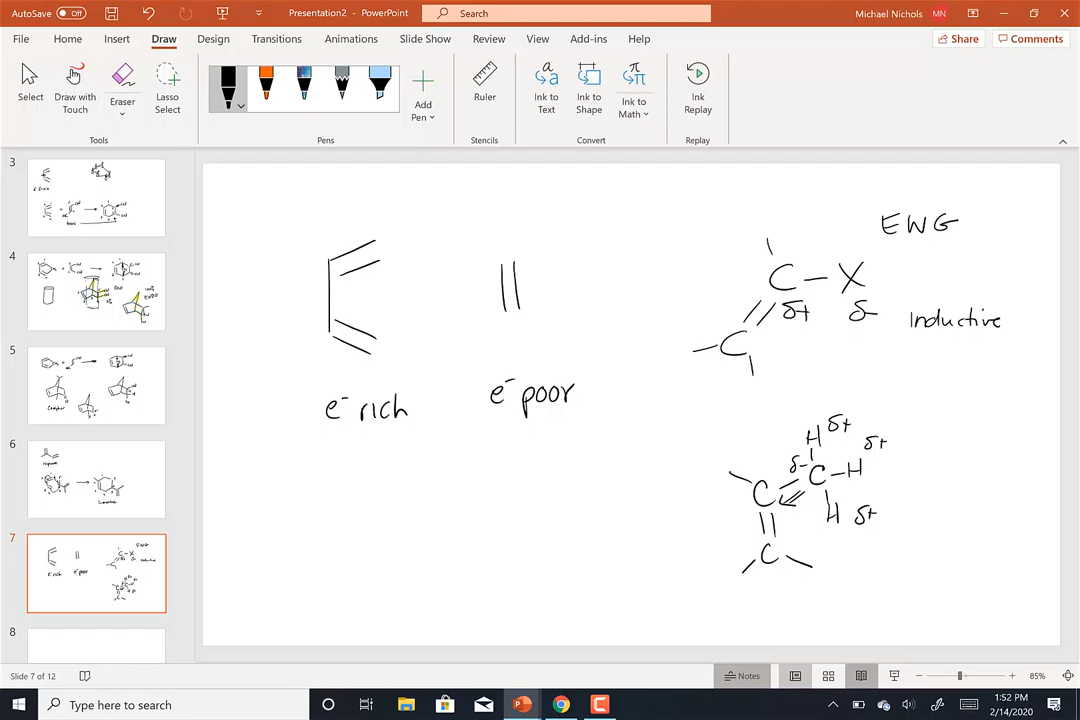 AutoSave Off
Presentation2 - PowerPoint
Search
Michael Nichols MN
File Home Insert Draw Design Transitions Animations Slide Show Review View Add-ins Help
Share Comments
Select
Draw with Touch
Eraser
Lasso Select
Add Pen
Ruler
Ink to Text
Ink to Shape
Ink to Math
Ink Replay
Tools
Pens
Stencils
Convert
3
4
5
6
7
8
EWG
C – X
δ+ δ-
Inductive
C
e⁻ rich
e⁻ poor
H δ+
δ- C – H δ+
C
H δ+
C
Slide 7 of 12
Notes
85%
Type here to search
1:52 PM
2/14/2020